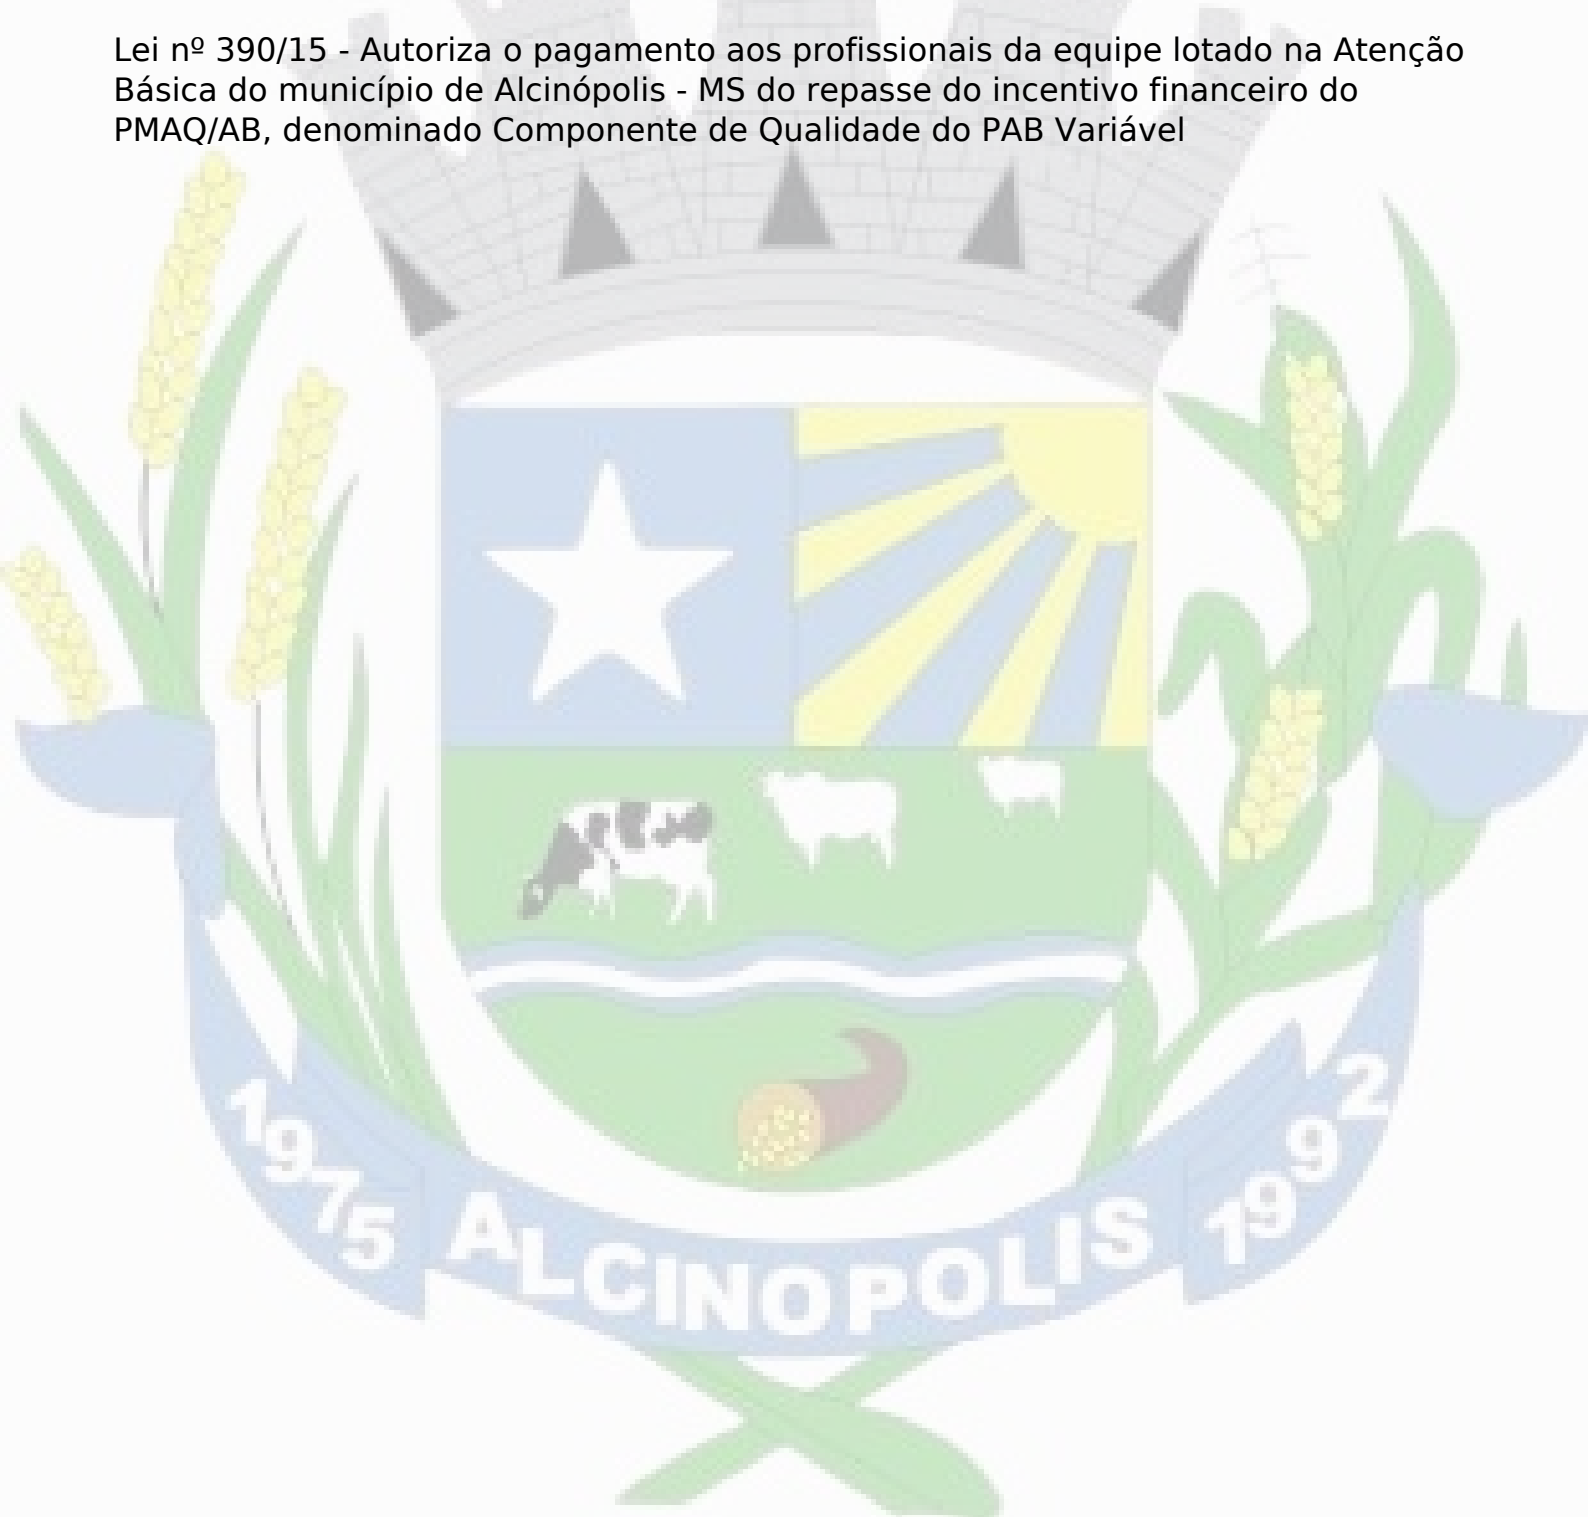 Lei nº 390/15 - Autoriza o pagamento aos profissionais da equipe lotado na Atenção
Básica do município de Alcinópolis - MS do repasse do incentivo financeiro do
PMAQ/AB, denominado Componente de Qualidade do PAB Variável
1975 ALCINOPOLIS 1992